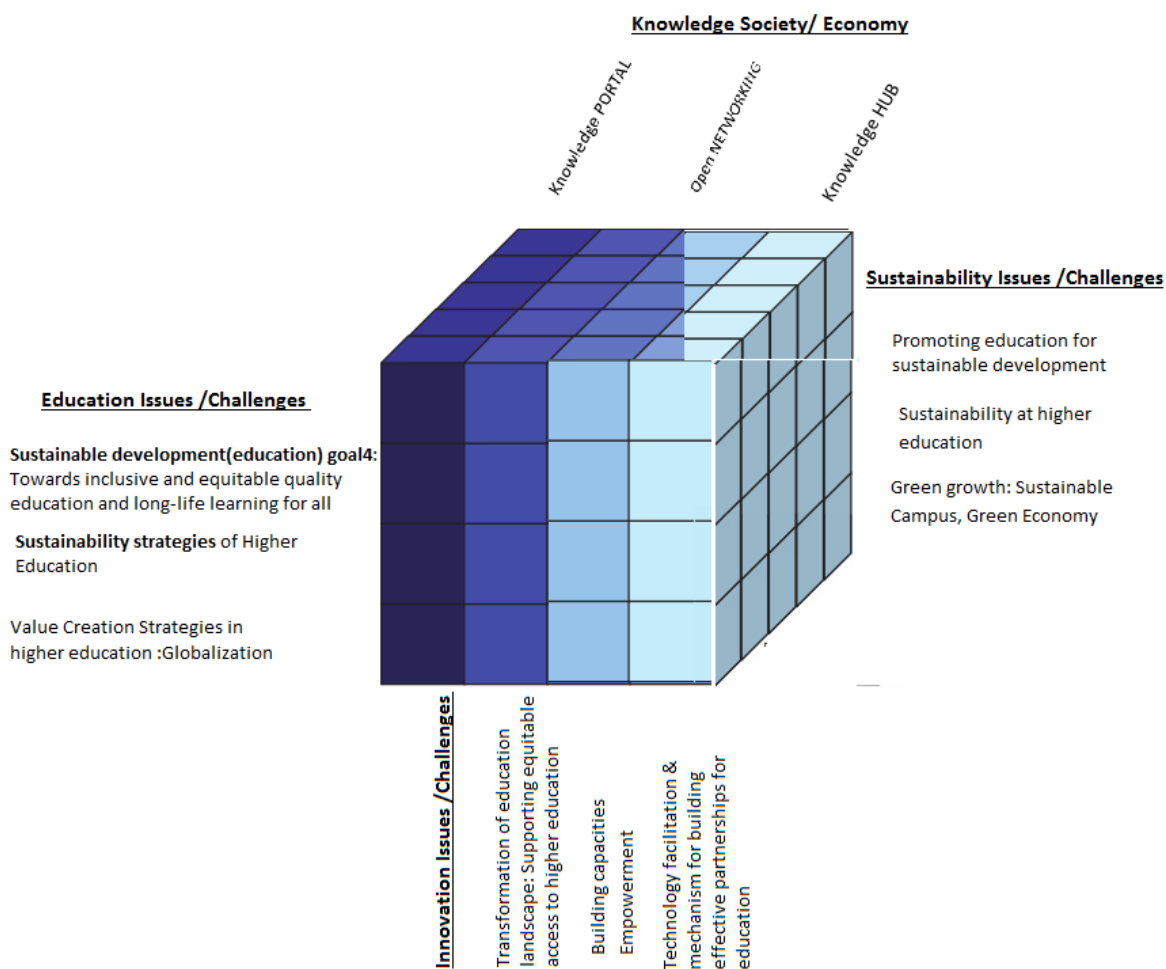 Knowledge Society/ Economy
Knowledge PORTAL
Open NETWORKING
Knowledge HUB
Sustainability Issues /Challenges
Promoting education for
sustainable development
Sustainability at higher
education
Green growth: Sustainable
Campus, Green Economy
Education Issues /Challenges
Sustainable development(education) goal4:
Towards inclusive and equitable quality
education and long-life learning for all
Sustainability strategies of Higher
Education
Value Creation Strategies in
higher education :Globalization
Innovation Issues /Challenges
Transformation of education
landscape: Supporting equitable
access to higher education
Building capacities
Empowerment
Technology facilitation &
mechanism for building
effective partnerships for
education